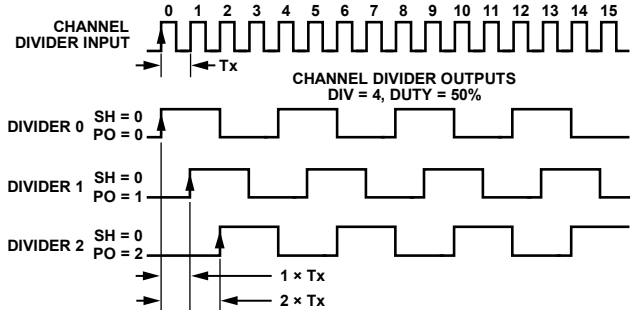 0 1 2 3 4 5 6 7 8 9 10 11 12 13 14 15
CHANNEL
DIVIDER INPUT
Tx
CHANNEL DIVIDER OUTPUTS
DIV = 4, DUTY = 50%
DIVIDER 0 SH = 0
PO = 0
DIVIDER 1 SH = 0
PO = 1
DIVIDER 2 SH = 0
PO = 2
1 × Tx
2 × Tx